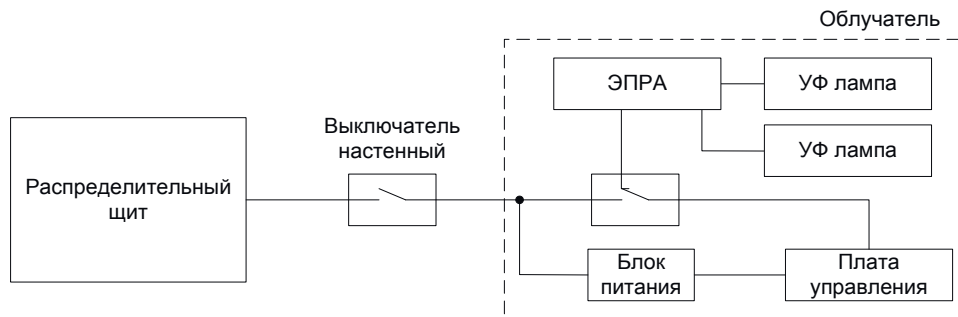 Облучатель
ЭПРА
УФ лампа
УФ лампа
Выключатель
настенный
Распределительный
щит
Блок
питания
Плата
управления